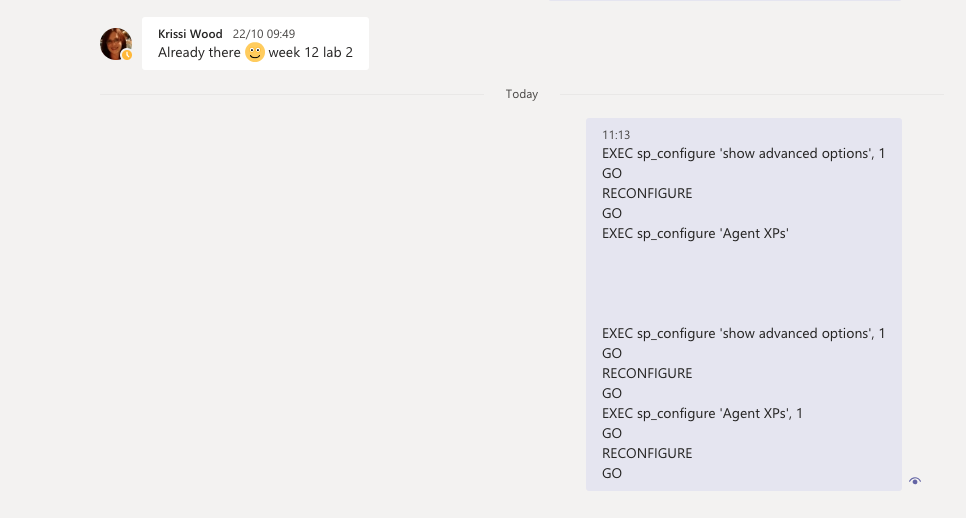 Krissi Wood 22/10 09:49
Already there 🙂 week 12 lab 2
Today
11:13
EXEC sp_configure 'show advanced options', 1
GO
RECONFIGURE
GO
EXEC sp_configure 'Agent XPs'
EXEC sp_configure 'show advanced options', 1
GO
RECONFIGURE
GO
EXEC sp_configure 'Agent XPs', 1
GO
RECONFIGURE
GO